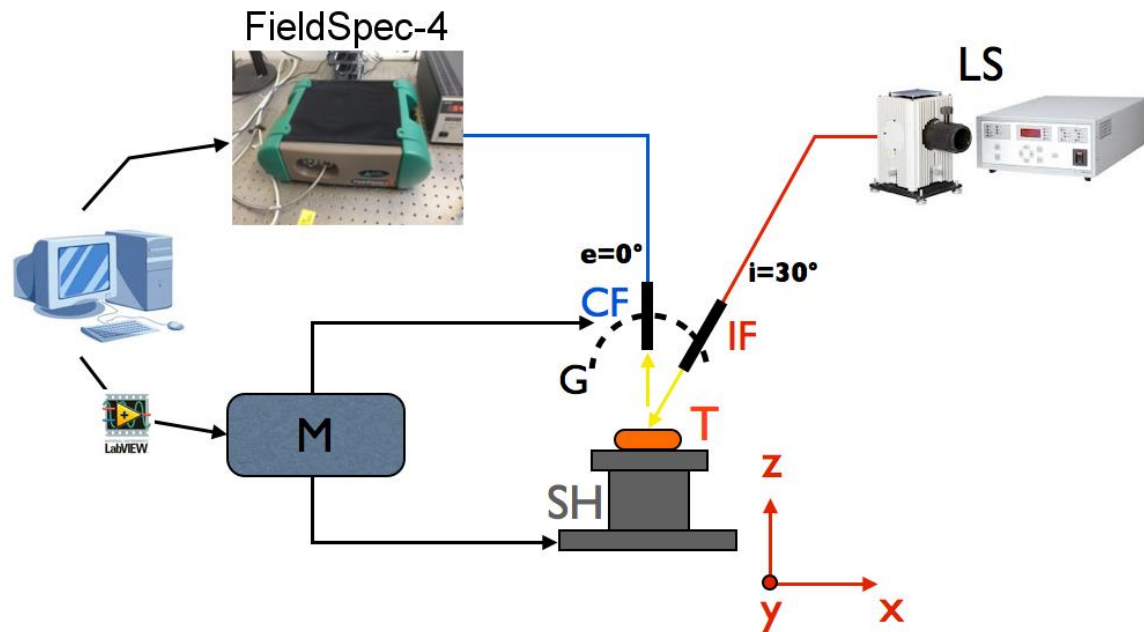 FieldSpec-4
LS
e=0°
i=30°
CF
IF
G
T
M
LabVIEW
SH
z
y
x